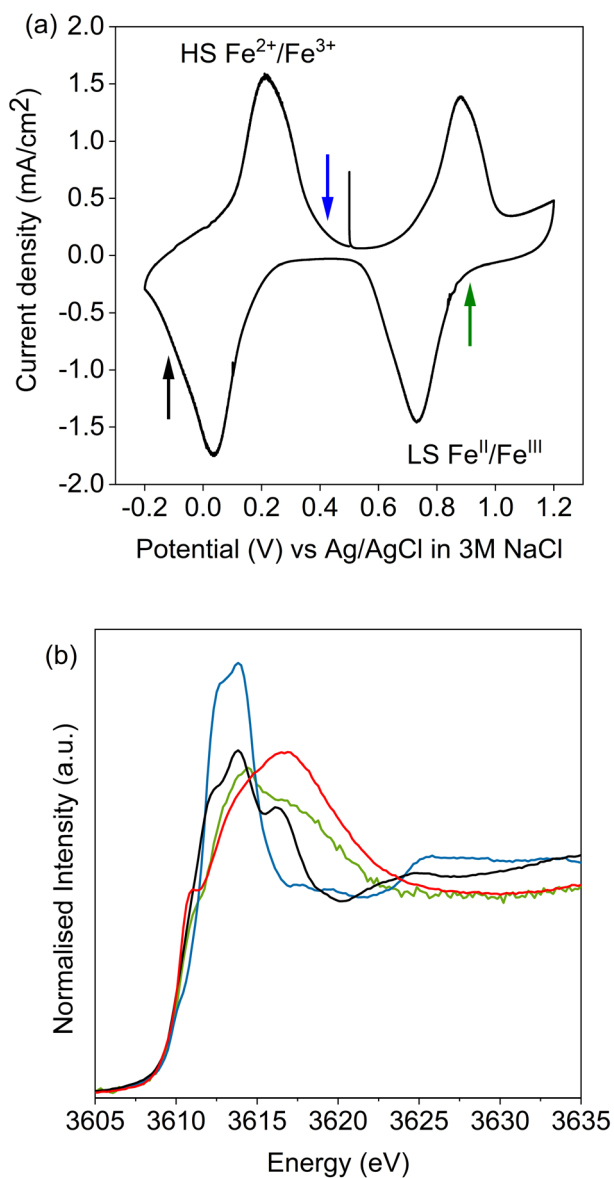 (a)
HS Fe²⁺/Fe³⁺
2.0
1.5
1.0
0.5
0.0
-0.5
-1.0
-1.5
-2.0
Current density (mA/cm²)
LS Feᴵᴵ/Feᴵᴵᴵ
-0.2 0.0 0.2 0.4 0.6 0.8 1.0 1.2
Potential (V) vs Ag/AgCl in 3M NaCl
(b)
Normalised Intensity (a.u.)
3605 3610 3615 3620 3625 3630 3635
Energy (eV)